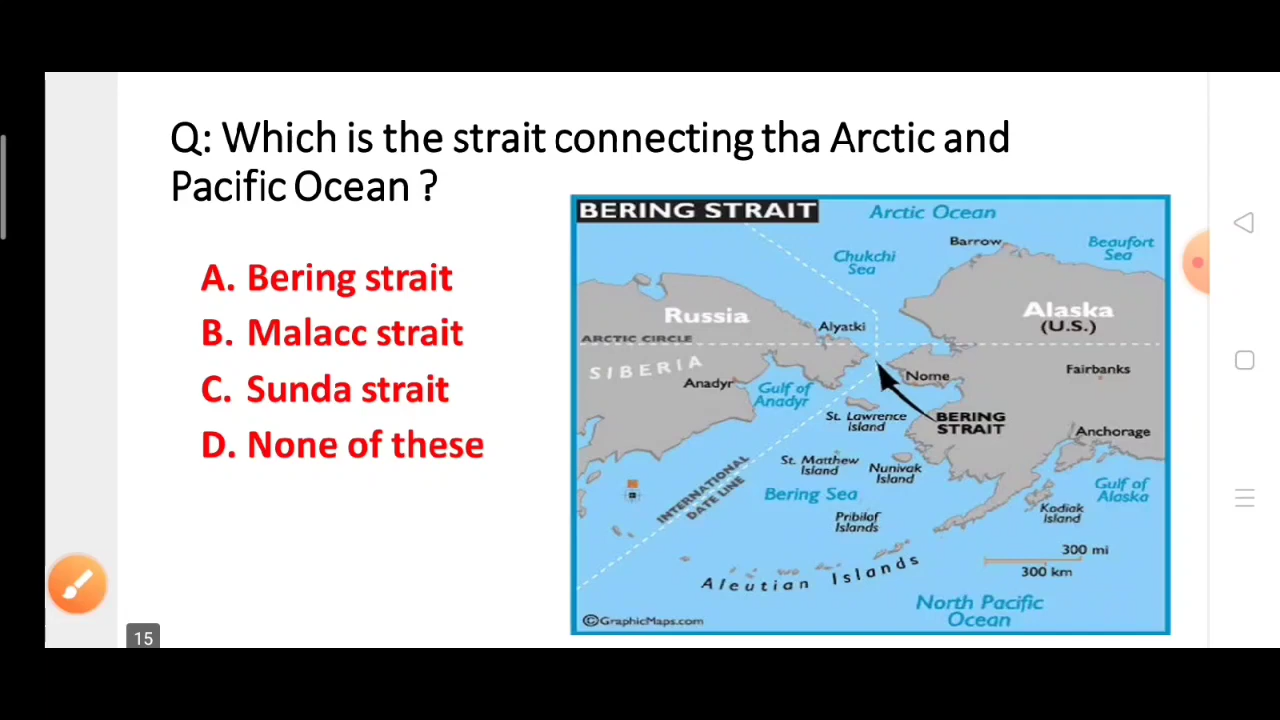 Q: Which is the strait connecting tha Arctic and
Pacific Ocean ?
A. Bering strait
B. Malacc strait
C. Sunda strait
D. None of these
BERING STRAIT
Arctic Ocean
Barrow
Beaufort
Sea
Chukchi
Sea
Russia
Alaska
(U.S.)
Alyatki
ARCTIC CIRCLE
SIBERIA
Anadyr
Gulf of
Anadyr
Nome
Fairbanks
St. Lawrence
island
BERING
STRAIT
Anchorage
St. Matthew
Island
Nunivak
Island
INTERNATIONAL
DATE LINE
Bering Sea
Pribilof
Islands
Gulf of
Alaska
Kodiak
Island
300 mi
300 km
Aleutian Islands
North Pacific
Ocean
©GraphicMaps.com
15